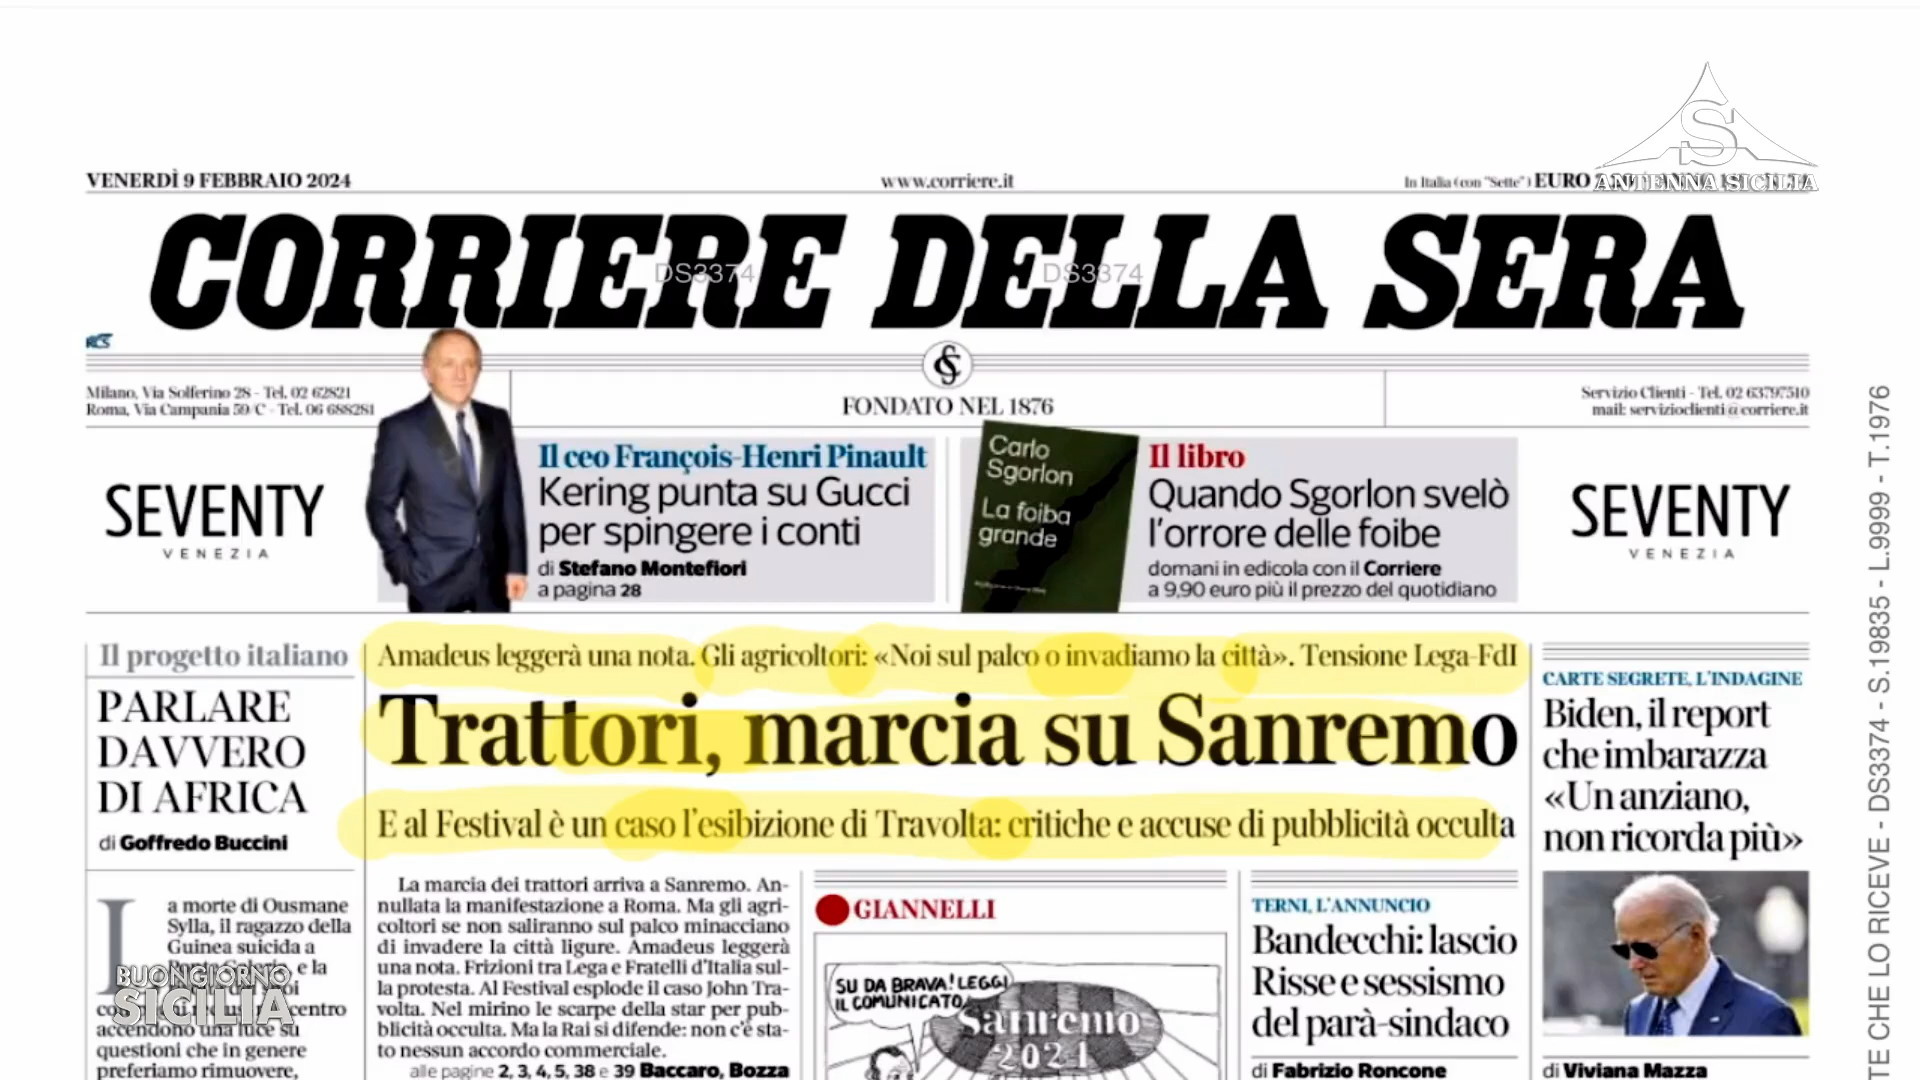 ANTENNA SICILIA
VENERDÌ 9 FEBBRAIO 2024
www.corriere.it
In Italia (con "Sette") EURO
CORRIERE DELLA SERA
DS3374
DS3374
RCS
Milano, Via Solferino 28 - Tel. 02 62821
Roma, Via Campania 59/C - Tel. 06 688281
FONDATO NEL 1876
Servizio Clienti - Tel. 02 63797510
mail: servizioclienti@corriere.it
SEVENTY
VENEZIA
Il ceo François-Henri Pinault
Kering punta su Gucci
per spingere i conti
di Stefano Montefiori
a pagina 28
Carlo
Sgorlon
La foiba
grande
Il libro
Quando Sgorlon svelò
l'orrore delle foibe
domani in edicola con il Corriere
a 9,90 euro più il prezzo del quotidiano
SEVENTY
VENEZIA
Il progetto italiano
PARLARE
DAVVERO
DI AFRICA
di Goffredo Buccini
La morte di Ousmane
Sylla, il ragazzo della
Guinea suicida a
e la
centro
accendono una luce su
questioni che in genere
preferiamo rimuovere,
Amadeus leggerà una nota. Gli agricoltori: «Noi sul palco o invadiamo la città». Tensione Lega-FdI
Trattori, marcia su Sanremo
E al Festival è un caso l'esibizione di Travolta: critiche e accuse di pubblicità occulta
La marcia dei trattori arriva a Sanremo. An-
nullata la manifestazione a Roma. Ma gli agri-
coltori se non saliranno sul palco minacciano
di invadere la città ligure. Amadeus leggerà
una nota. Frizioni tra Lega e Fratelli d'Italia sul-
la protesta. Al Festival esplode il caso John Tra-
volta. Nel mirino le scarpe della star per pub-
blicità occulta. Ma la Rai si difende: non c'è sta-
to nessun accordo commerciale.
alle pagine 2, 3, 4, 5, 38 e 39 Baccaro, Bozza
GIANNELLI
SU DA BRAVA! LEGGI
IL COMUNICATO
Sanremo
2024
TERNI, L'ANNUNCIO
Bandecchi: lascio
Risse e sessismo
del parà-sindaco
di Fabrizio Roncone
CARTE SEGRETE, L'INDAGINE
Biden, il report
che imbarazza
«Un anziano,
non ricorda più»
di Viviana Mazza
TE CHE LO RICEVE - DS3374 - S.19835 - L.9999 - T.1976
BUONGIORNO
SICILIA